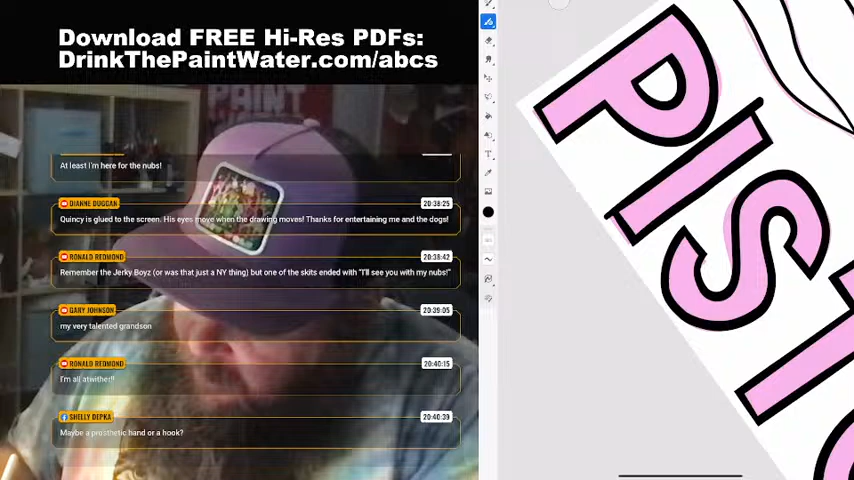 Download FREE Hi-Res PDFs:
DrinkThePaintWater.com/abcs
PAINT
At least I'm here for the nubs!
DIANNE DUGGAN 20:38:25
Quincy is glued to the screen. His eyes move when the drawing moves! Thanks for entertaining me and the dogs!
RONALD REDMOND 20:38:42
Remember the Jerky Boyz (or was that just a NY thing) but one of the skits ended with "I'll see you with my nubs!"
GARY JOHNSON 20:39:05
my very talented grandson
RONALD REDMOND 20:40:15
I'm all atwither!!
SHELLY DEPKA 20:40:39
Maybe a prosthetic hand or a hook?
PIST